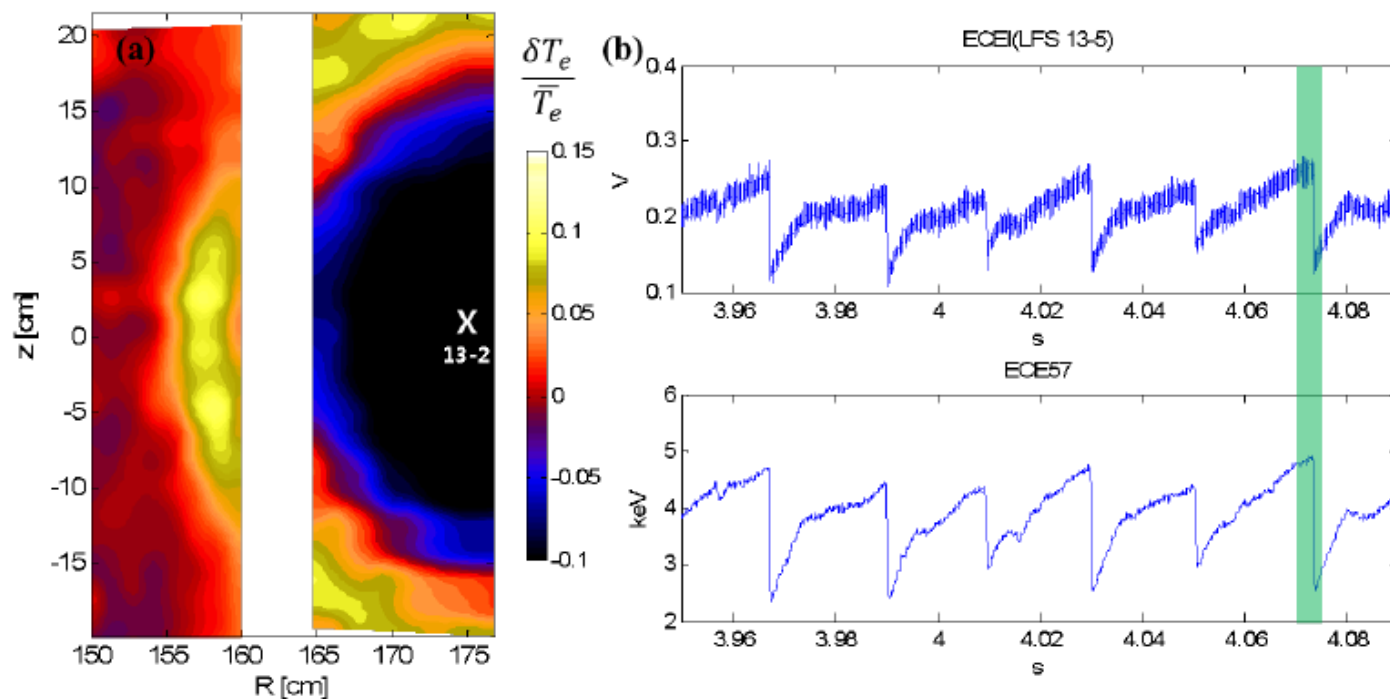 (a)
20
15
10
5
0
-5
-10
-15
z [cm]
150 155 160 165 170 175
R [cm]
X
13-2
δTe
T̄e
0.15
0.1
0.05
0
-0.05
-0.1
(b)
ECEI(LFS 13-5)
0.4
0.3
0.2
0.1
V
3.96 3.98 4 4.02 4.04 4.06 4.08
s
ECE57
6
5
4
3
2
keV
3.96 3.98 4 4.02 4.04 4.06 4.08
s